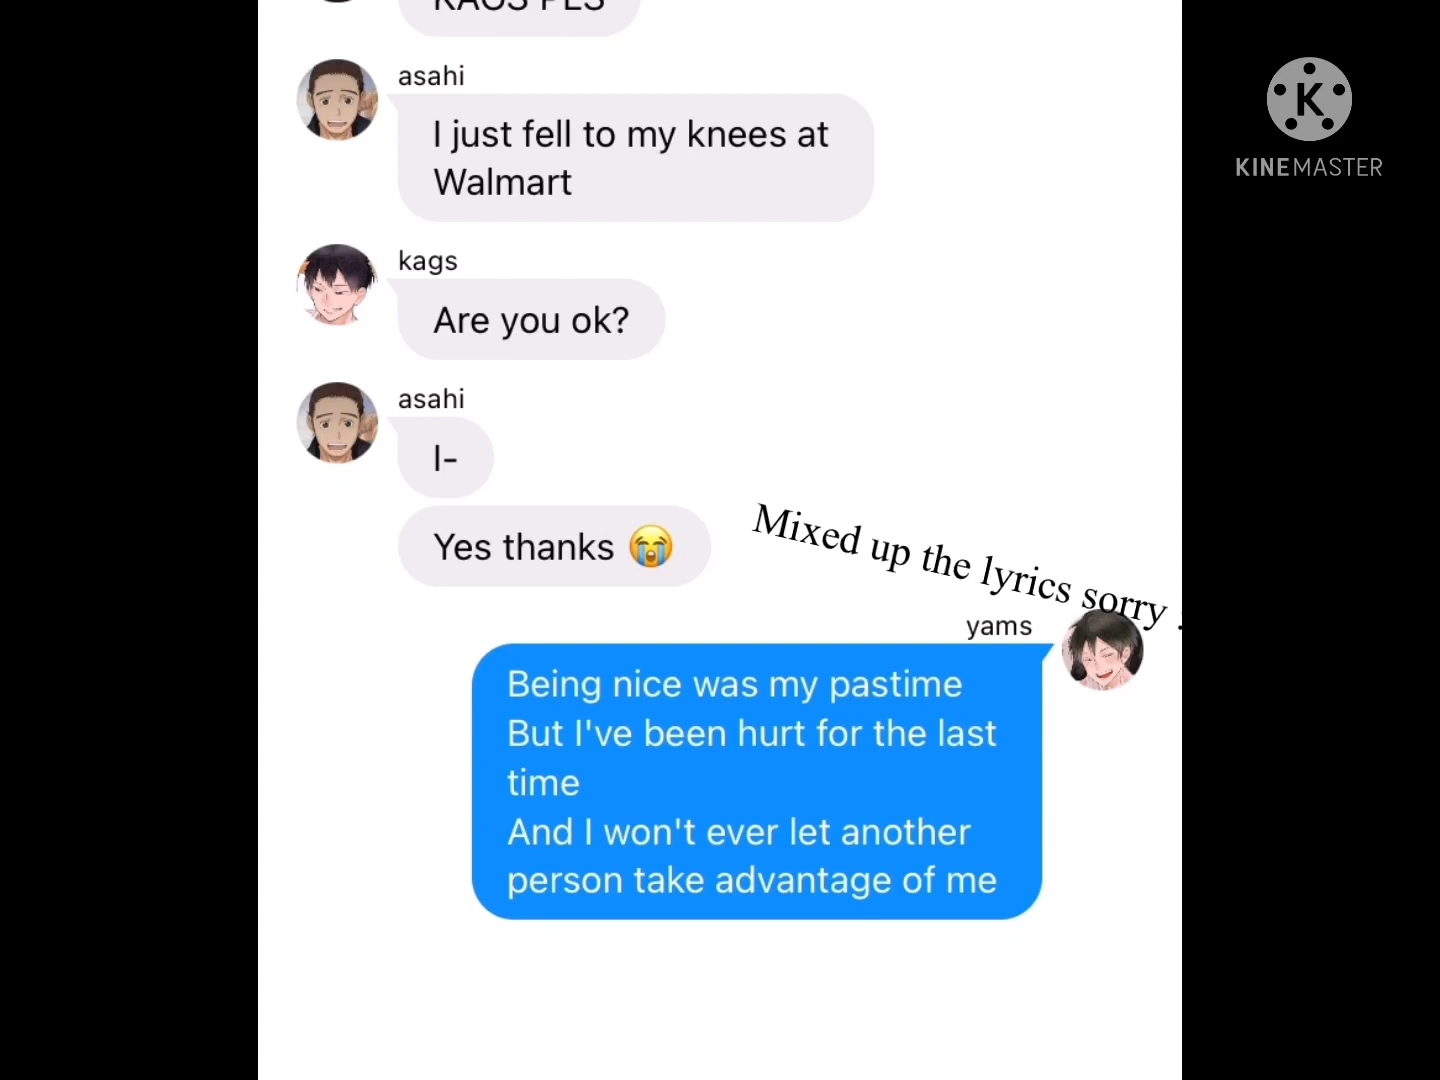 KAGS PLS
asahi
I just fell to my knees at
Walmart
kags
Are you ok?
asahi
I-
Yes thanks 😭
Mixed up the lyrics sorry
yams
Being nice was my pastime
But I've been hurt for the last
time
And I won't ever let another
person take advantage of me
K
KINEMASTER